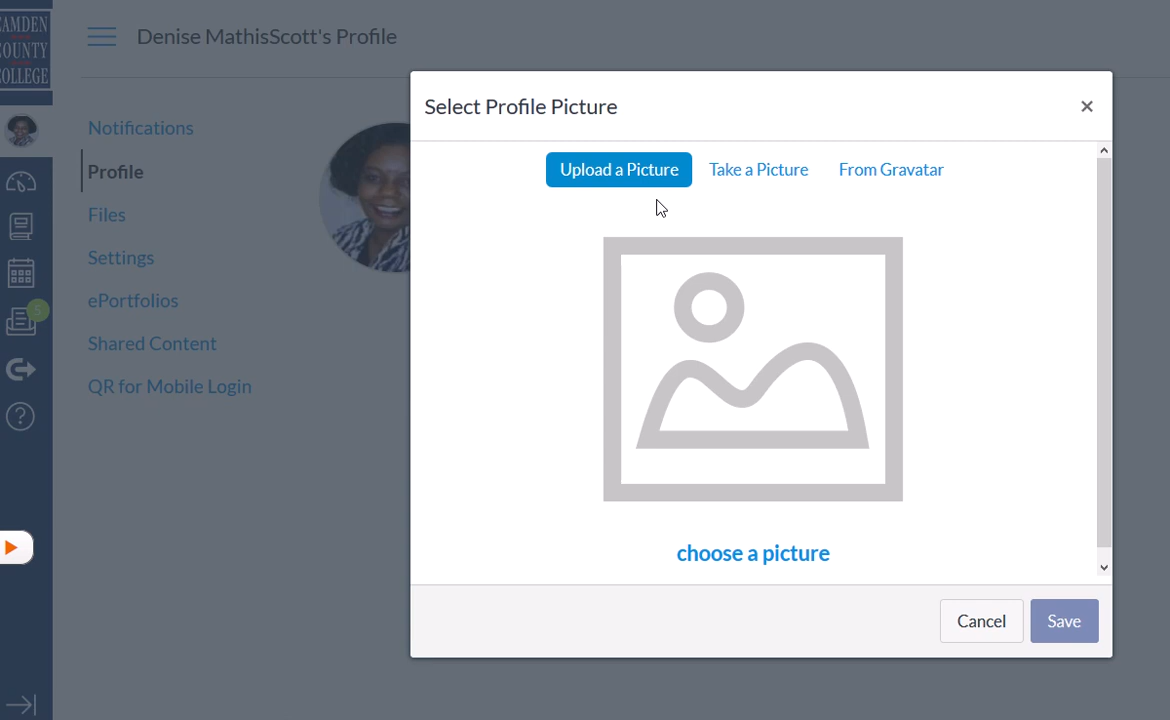 CAMDEN
COUNTY
COLLEGE
Denise MathisScott's Profile
Notifications
Profile
Files
Settings
ePortfolios
Shared Content
QR for Mobile Login
5
Select Profile Picture
Upload a Picture
Take a Picture
From Gravatar
choose a picture
Cancel
Save